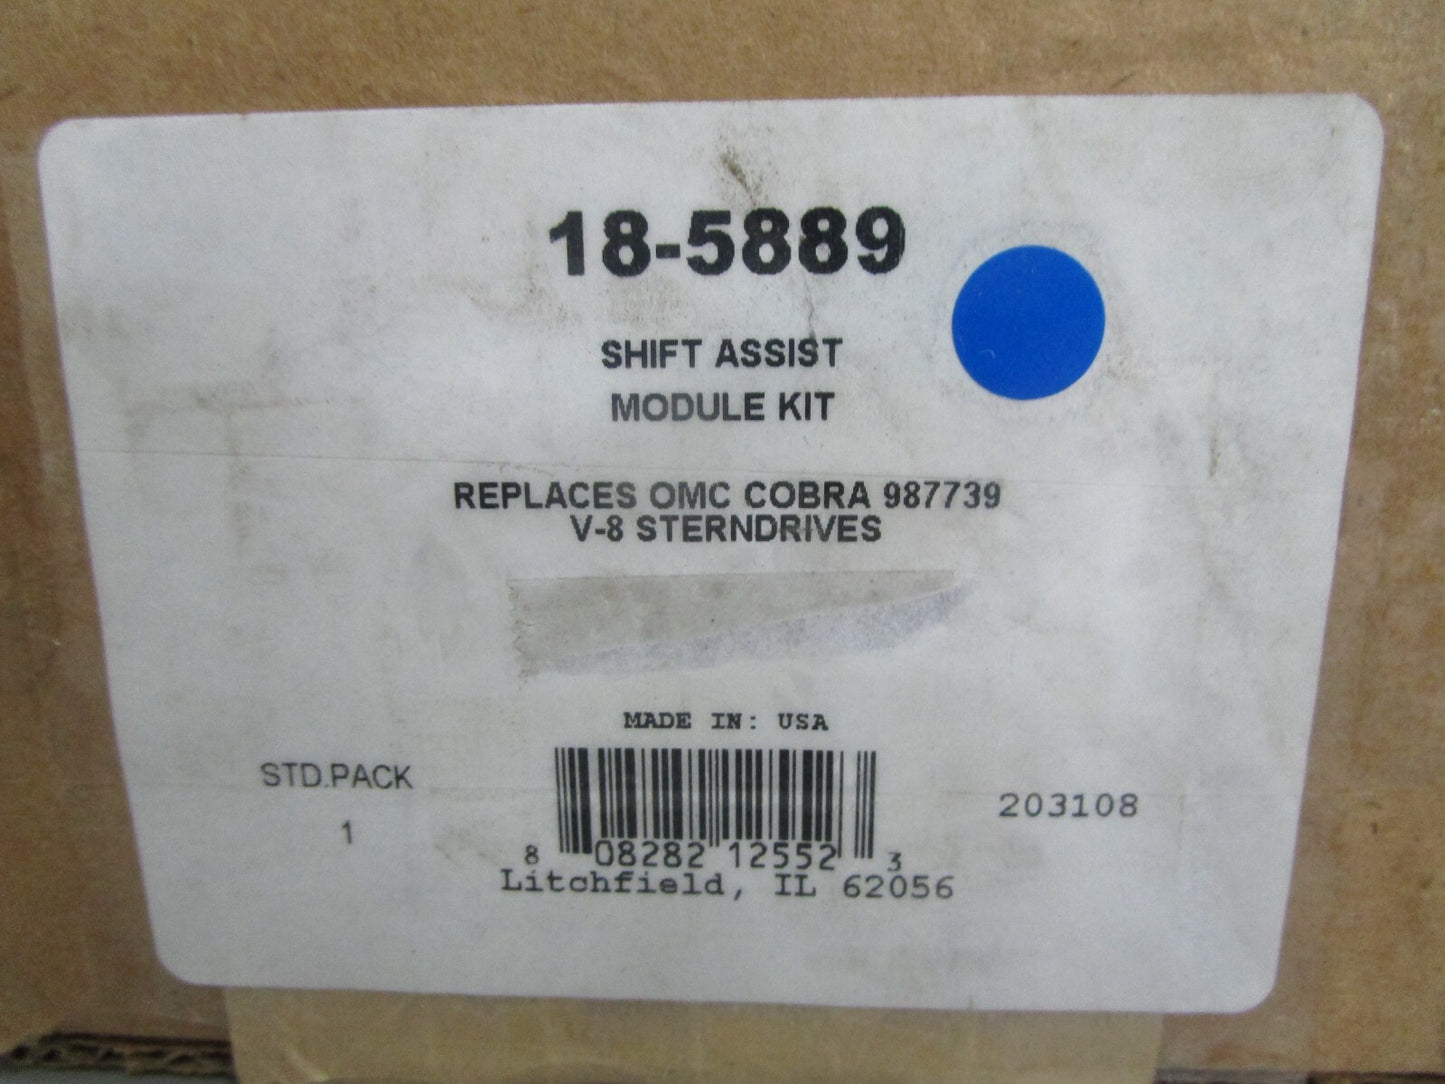 18-5889
SHIFT ASSIST
MODULE KIT
REPLACES OMC COBRA 987739
V-8 STERNDRIVES
MADE IN: USA
STD.PACK
1
203108
8 08282 12552 3
Litchfield, IL 62056